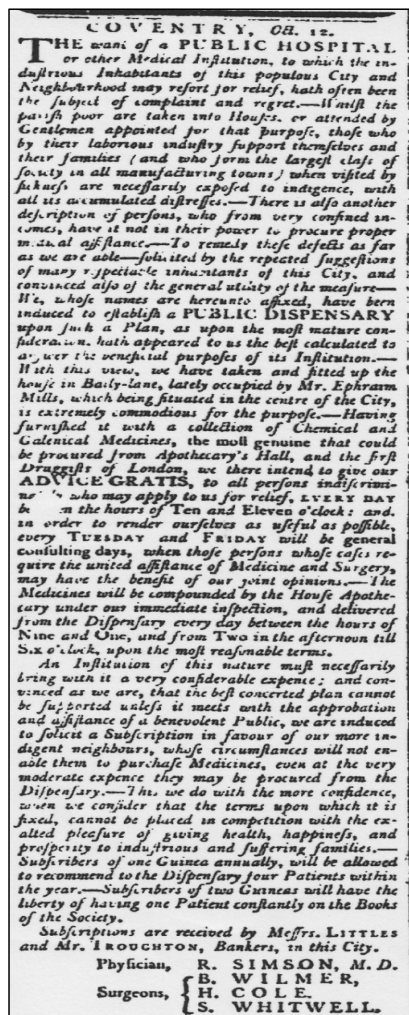 COVENTRY, Oct. 12.
THE want of a PUBLIC HOSPITAL
or other Medical Institution, to which the in-
dustrious Inhabitants of this populous City and
Neighbourhood may resort for relief, hath often been
the subject of complaint and regret.—Whilst the
parish poor are taken into Houses, or attended by
Gentlemen appointed for that purpose, those who
by their laborious industry support themselves and
their families (and who form the largest class of
society in all manufacturing towns) when visited by
sickness are necessarily exposed to indigence, with
all its accumulated distresses.—There is also another
description of persons, who from very confined in-
comes, have it not in their power to procure proper
medical assistance.—To remedy these defects as far
as we are able—solicited by the repeated suggestions
of many respectable inhabitants of this City, and
convinced also of the general utility of the measure—
We, whose names are hereunto affixed, have been
induced to establish a PUBLIC DISPENSARY
upon such a Plan, as upon the most mature con-
sideration, hath appeared to us the best calculated to
answer the beneficial purposes of its Institution.—
With this view, we have taken and fitted up the
house in Baily-lane, lately occupied by Mr. Ephraim
Mills, which being situated in the centre of the City,
is extremely commodious for the purpose.—Having
furnished it with a collection of Chemical and
Galenical Medicines, the most genuine that could
be procured from Apothecary's Hall, and the first
Druggists of London, we there intend to give our
ADVICE GRATIS, to all persons indiscrimi-
who may apply to us for relief, EVERY DAY
the hours of Ten and Eleven o'clock: and,
in order to render ourselves as useful as possible,
every TUESDAY and FRIDAY will be general
consulting days, when those persons whose cases re-
quire the united assistance of Medicine and Surgery,
may have the benefit of our joint opinions.—The
Medicines will be compounded by the House Apothe-
cary under our immediate inspection, and delivered
from the Dispensary every day between the hours of
Nine and One, and from Two in the afternoon till
Six o'clock, upon the most reasonable terms.
An Institution of this nature must necessarily
bring with it a very considerable expence; and con-
vinced as we are, that the best concerted plan cannot
be supported unless it meets with the approbation
and assistance of a benevolent Public, we are induced
to solicit a Subscription in favour of our more in-
digent neighbours, whose circumstances will not en-
able them to purchase Medicines, even at the very
moderate expence they may be procured from the
Dispensary.—This we do with the more confidence,
when we consider that the terms upon which it is
fixed, cannot be placed in competition with the ex-
alted pleasure of giving health, happiness, and
prosperity to industrious and suffering families.—
Subscribers of one Guinea annually, will be allowed
to recommend to the Dispensary four Patients within
the year.—Subscribers of two Guineas will have the
liberty of having one Patient constantly on the Books
of the Society.
Subscriptions are received by Messrs. LITTLES
and Mr. TROUGHTON, Bankers, in this City.
Physician, R. SIMSON, M. D.
B. WILMER,
Surgeons, H. COLE.
S. WHITWELL.